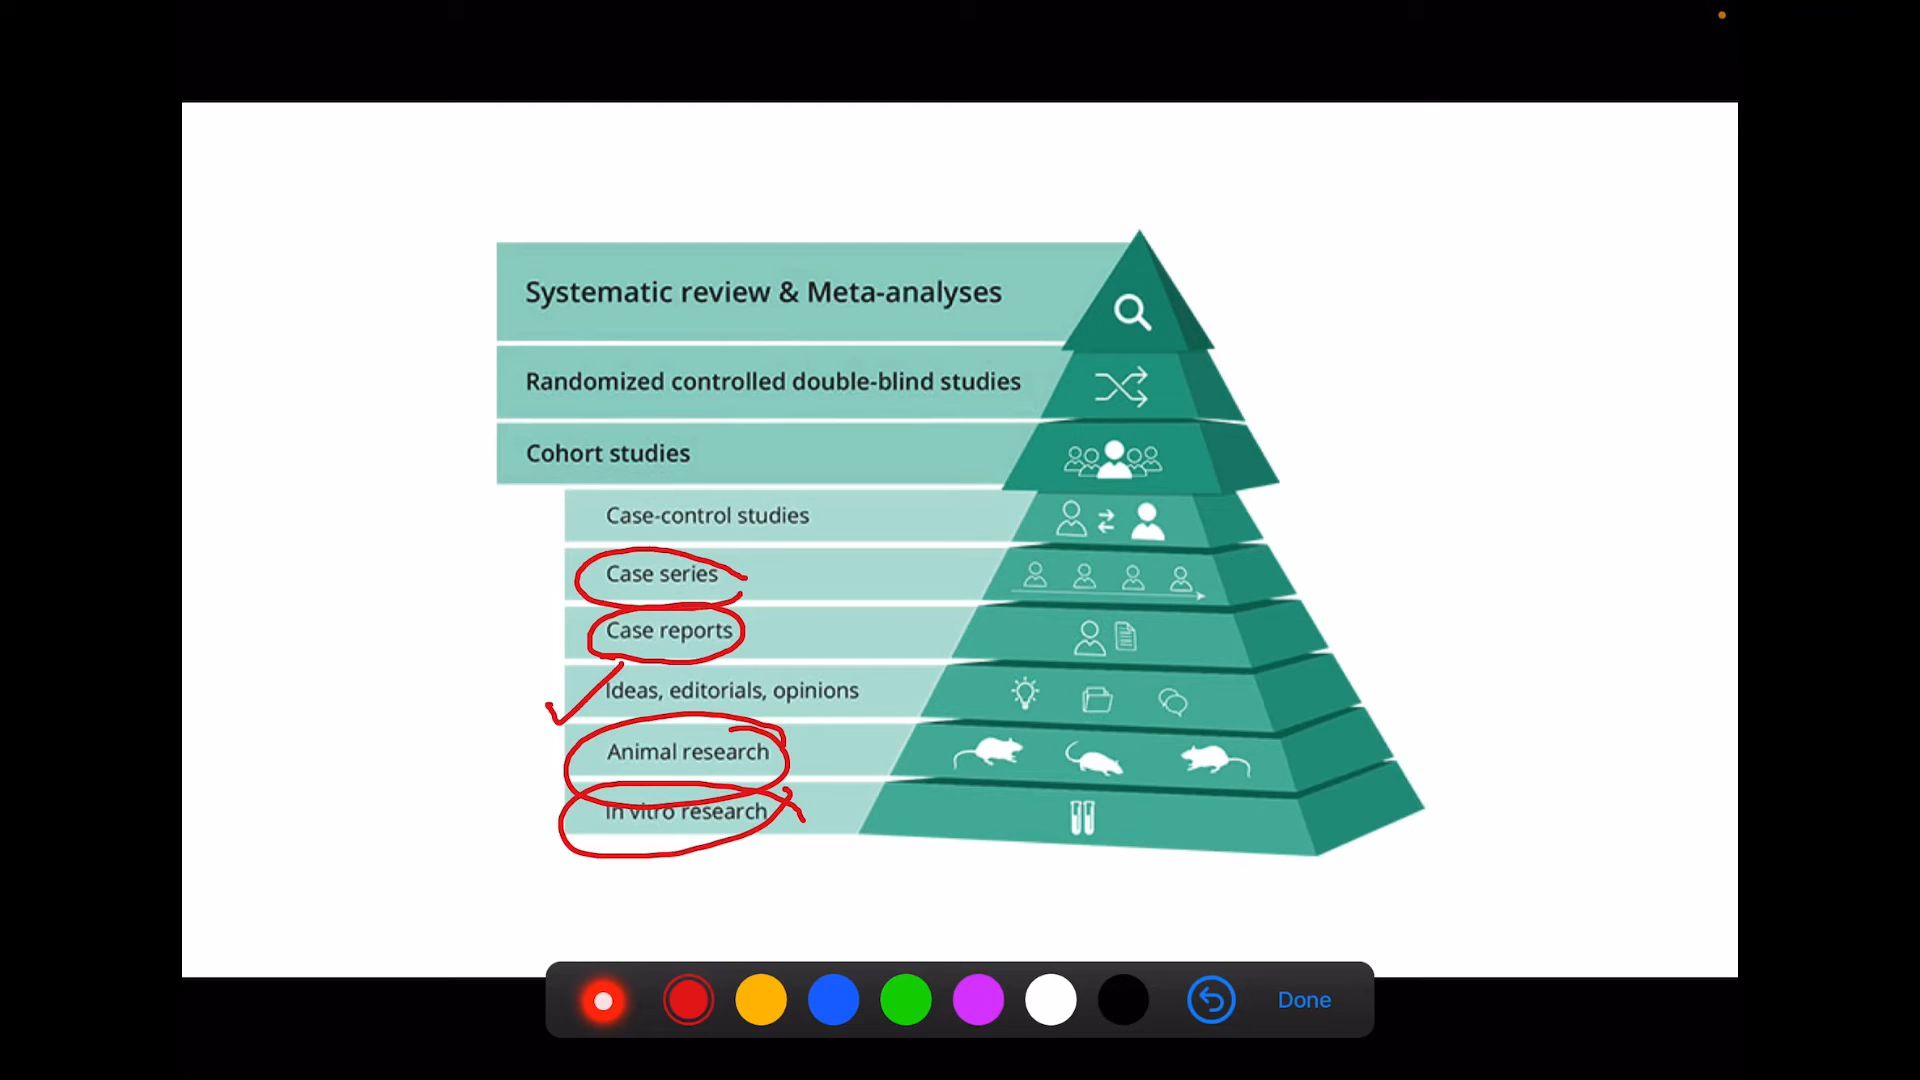 Systematic review & Meta-analyses
Randomized controlled double-blind studies
Cohort studies
Case-control studies
Case series
Case reports
Ideas, editorials, opinions
Animal research
In vitro research
Done